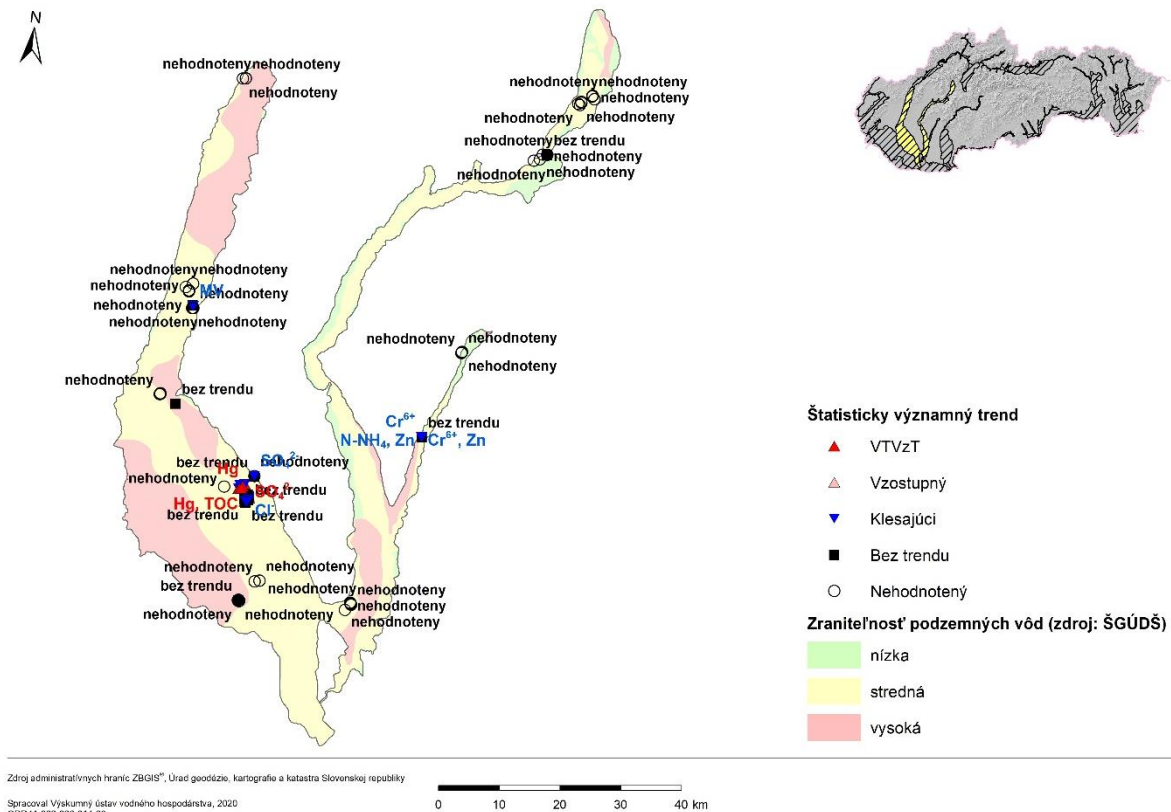 N
nehodnoteny nehodnoteny
nehodnoteny
nehodnoteny nehodnoteny
nehodnoteny nehodnoteny
nehodnoteny bez trendu
nehodnoteny
nehodnoteny nehodnoteny
nehodnoteny nehodnoteny
nehodnoteny MV nehodnoteny
nehodnoteny
nehodnoteny nehodnoteny
nehodnoteny nehodnoteny
nehodnoteny
nehodnoteny bez trendu
Cr⁶⁺ bez trendu
N-NH₄, Zn Cr⁶⁺, Zn
SO₄²⁻
bez trendu nehodnoteny
Hg
nehodnoteny bez trendu
SO₄²⁻
Hg, TOC Cl⁻
bez trendu bez trendu
nehodnoteny nehodnoteny
bez trendu nehodnoteny nehodnoteny
nehodnoteny
nehodnoteny nehodnoteny nehodnoteny
Štatisticky významný trend
VTVzT
Vzostupný
Klesajúci
Bez trendu
Nehodnotený
Zraniteľnosť podzemných vôd (zdroj: ŠGÚDŠ)
nízka
stredná
vysoká
Zdroj administratívnych hraníc ZBGIS®, Úrad geodézie, kartografie a katastra Slovenskej republiky
Spracoval Výskumný ústav vodného hospodárstva, 2020
0 10 20 30 40 km